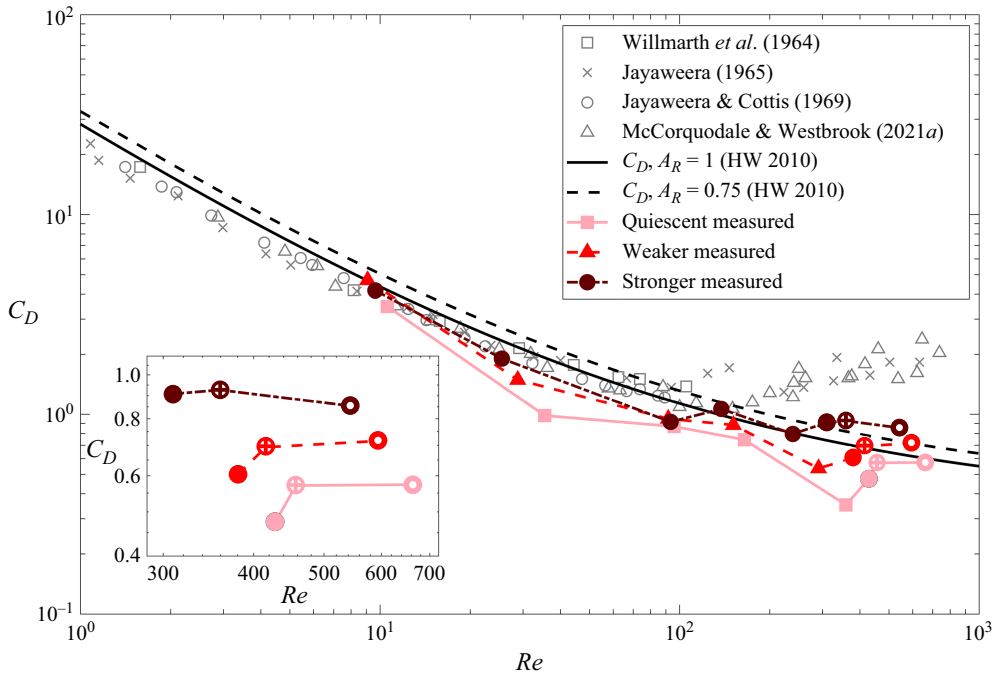 10²
Willmarth et al. (1964)
Jayaweera (1965)
Jayaweera & Cottis (1969)
McCorquodale & Westbrook (2021a)
C_D, A_R = 1 (HW 2010)
C_D, A_R = 0.75 (HW 2010)
Quiescent measured
Weaker measured
Stronger measured
10¹
C_D
1.0
0.8
C_D
0.6
0.4
300 400 500 600 700
Re
10⁰
10⁻¹
10⁰ 10¹ 10² 10³
Re